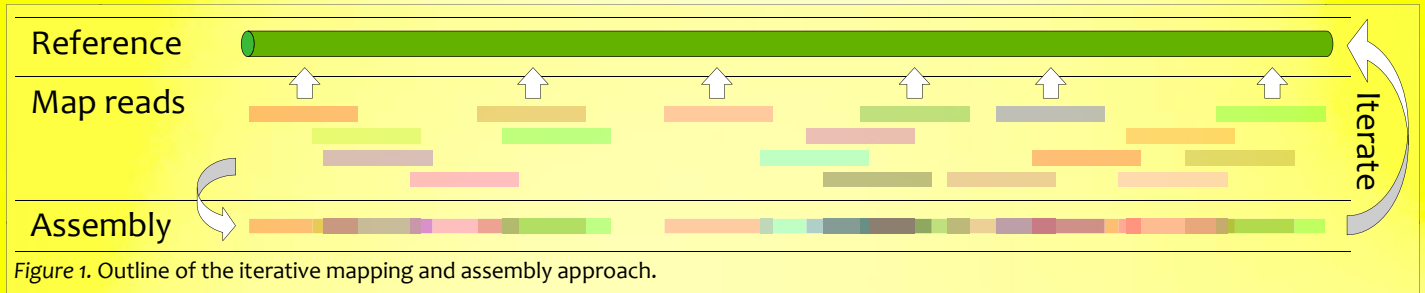 Reference
Map reads
Iterate
Assembly
Figure 1. Outline of the iterative mapping and assembly approach.